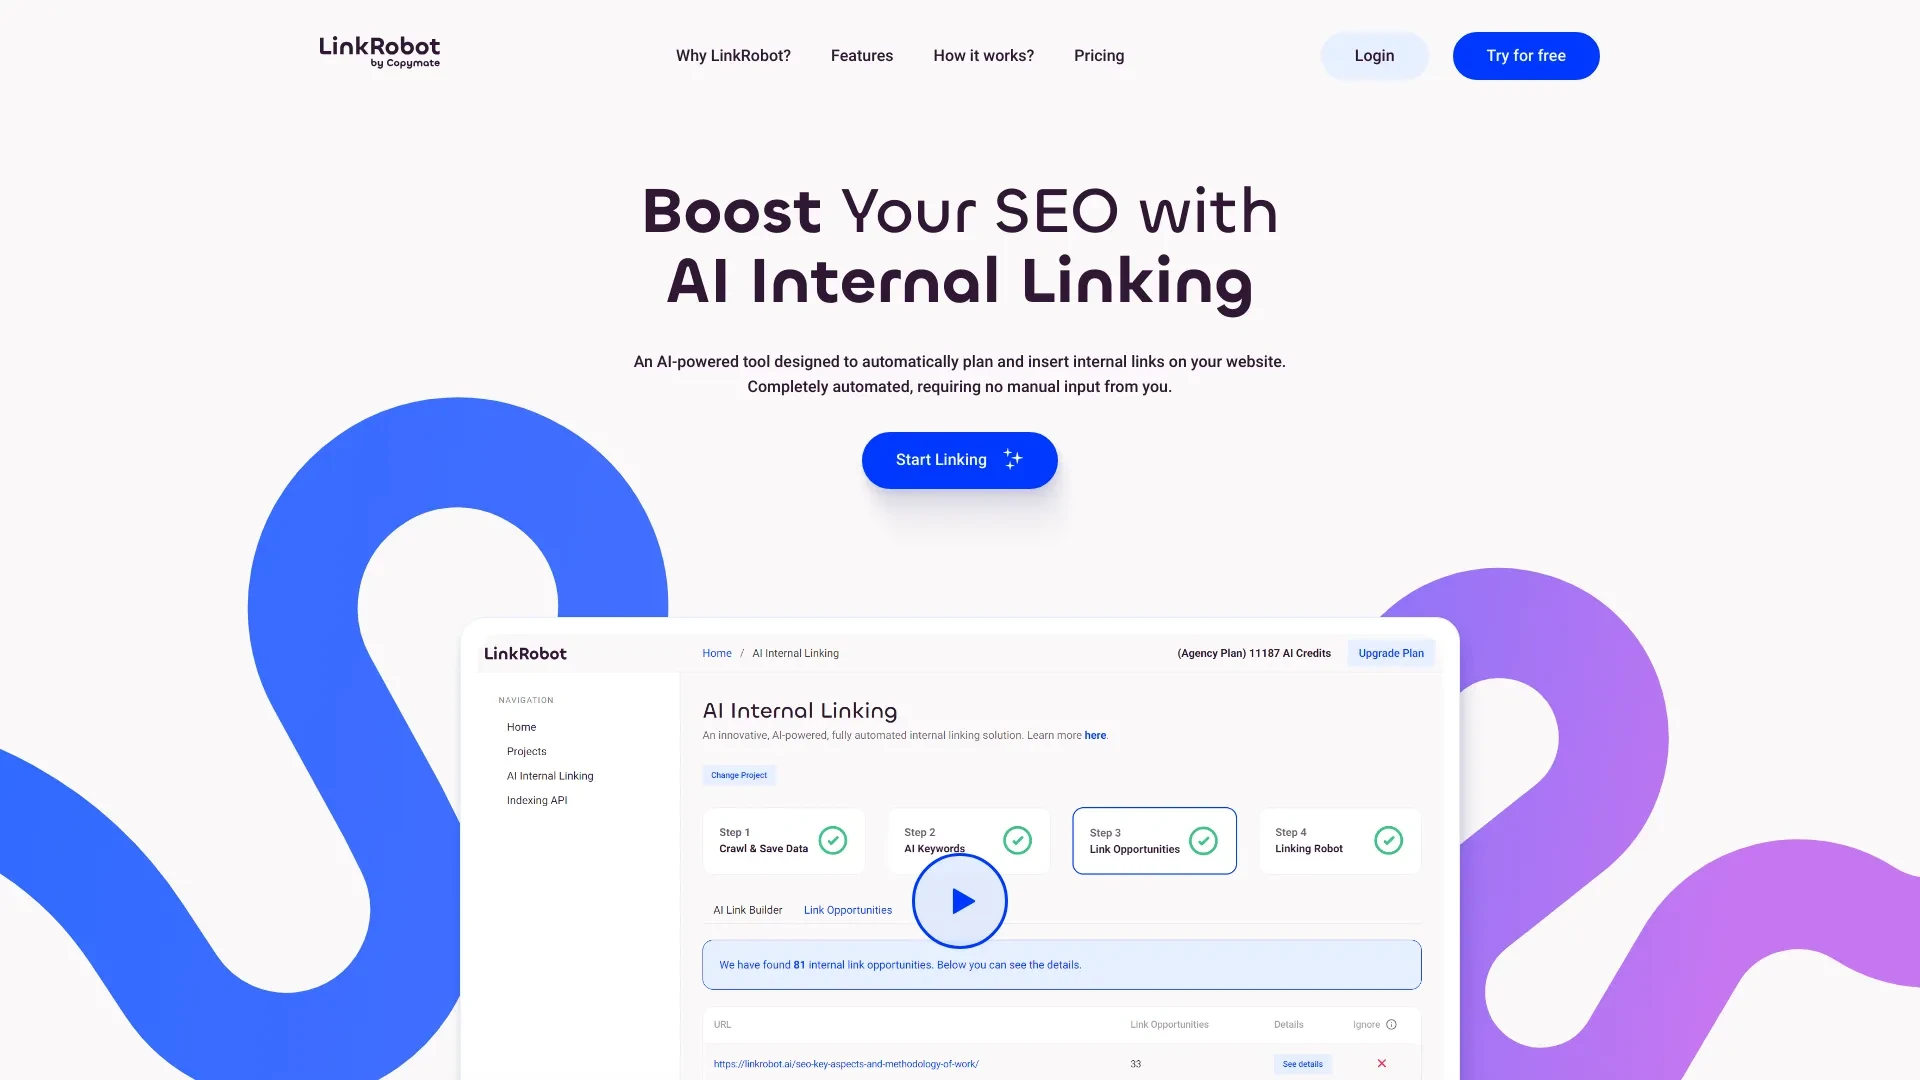 LinkRobot
by Copymate
Why LinkRobot?
Features
How it works?
Pricing
Login
Try for free
Boost Your SEO with
AI Internal Linking
An AI-powered tool designed to automatically plan and insert internal links on your website.
Completely automated, requiring no manual input from you.
Start Linking
LinkRobot
Home / AI Internal Linking
(Agency Plan) 11187 AI Credits
Upgrade Plan
NAVIGATION
Home
Projects
AI Internal Linking
Indexing API
AI Internal Linking
An innovative, AI-powered, fully automated internal linking solution. Learn more here.
Change Project
Step 1
Crawl & Save Data
Step 2
AI Keywords
Step 3
Link Opportunities
Step 4
Linking Robot
AI Link Builder
Link Opportunities
We have found 81 internal link opportunities. Below you can see the details.
URL
Link Opportunities
Details
Ignore
https://linkrobot.ai/seo-key-aspects-and-methodology-of-work/
33
See details